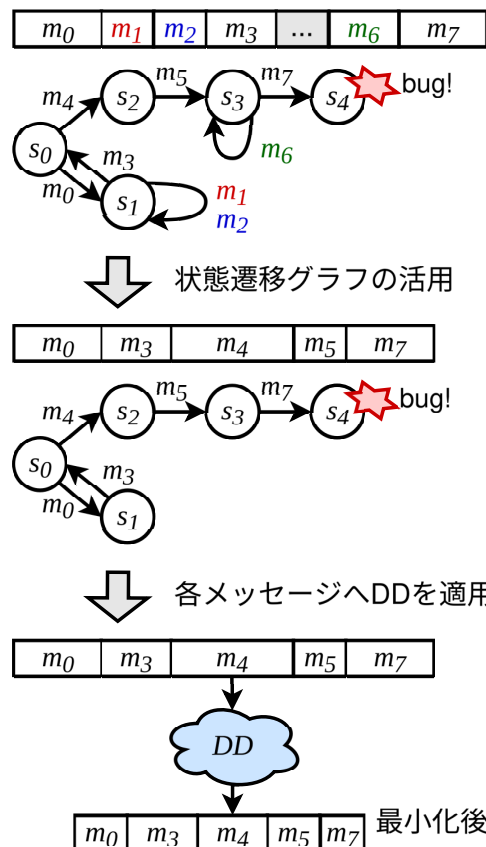 m0 m1 m2 m3 ... m6 m7
m4 s2 m5 s3 m7 s4 bug!
s0 m3 m6
m0 s1 m1
m2
状態遷移グラフの活用
m0 m3 m4 m5 m7
m4 s2 m5 s3 m7 s4 bug!
s0 m3
m0 s1
各メッセージへDDを適用
m0 m3 m4 m5 m7
DD
最小化後
m0 m3 m4 m5 m7